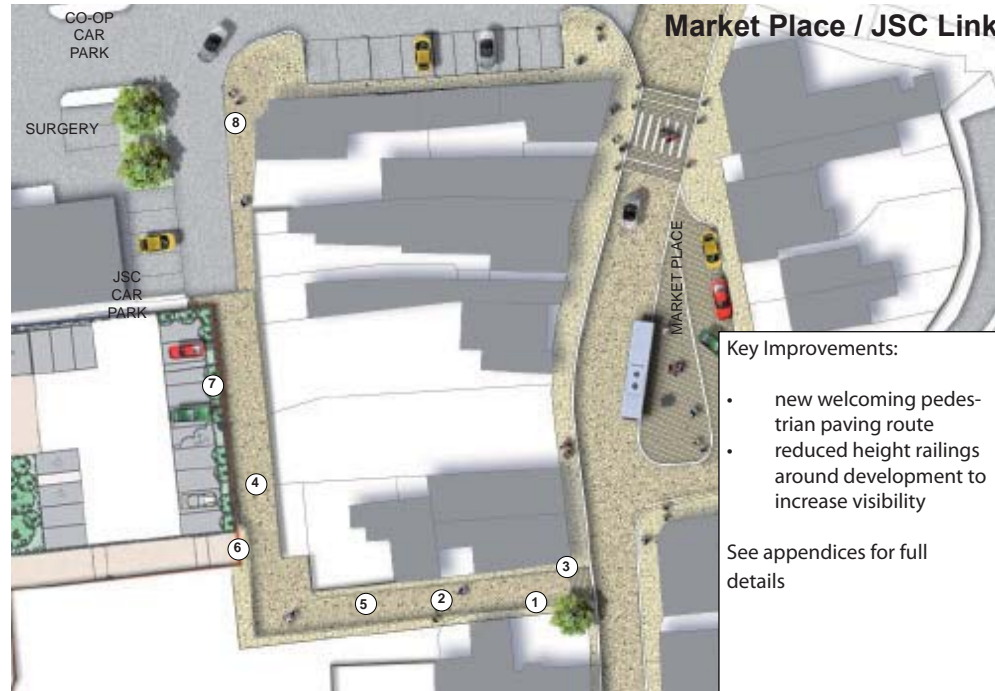 Market Place / JSC Link
CO-OP
CAR
PARK
SURGERY
8
MARKET PLACE
JSC
CAR
PARK
7
4
6
5
2
1
3
Key Improvements:
• new welcoming pedes-
trian paving route
• reduced height railings
around development to
increase visibility
See appendices for full
details